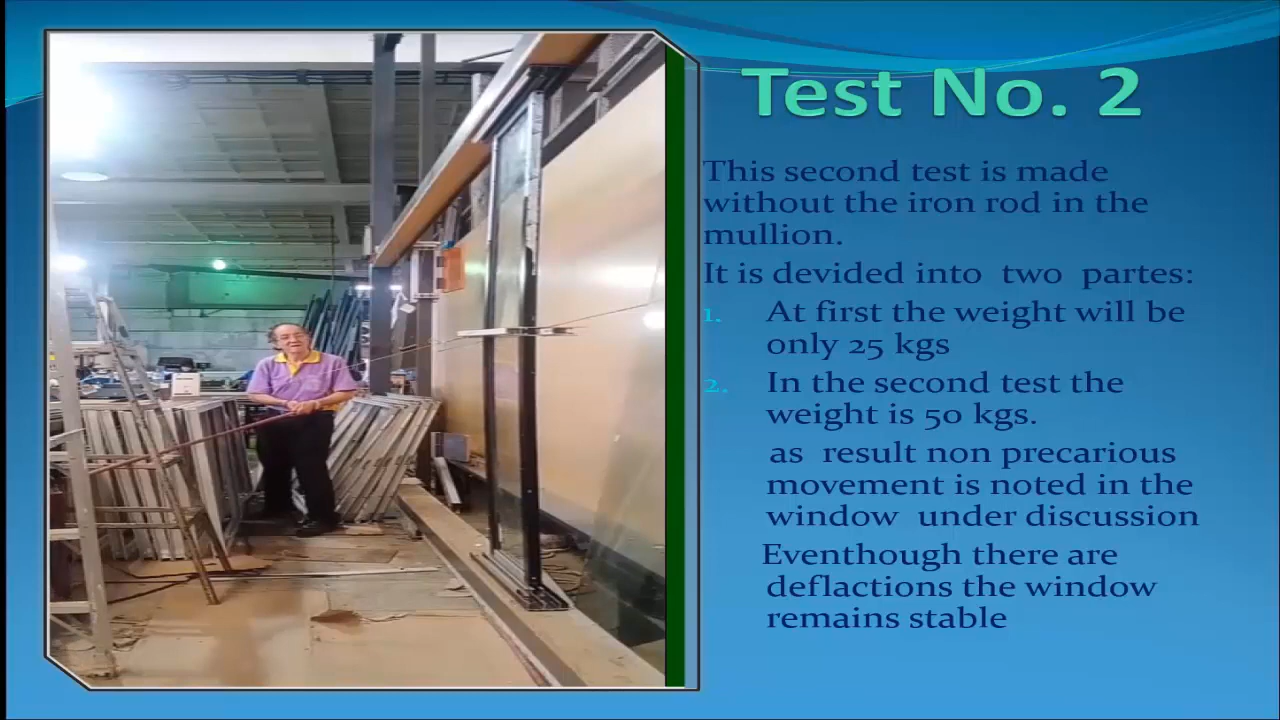 Test No. 2
This second test is made
without the iron rod in the
mullion.
It is devided into two partes:
1. At first the weight will be
only 25 kgs
2. In the second test the
weight is 50 kgs.
as result non precarious
movement is noted in the
window under discussion
Eventhough there are
deflactions the window
remains stable